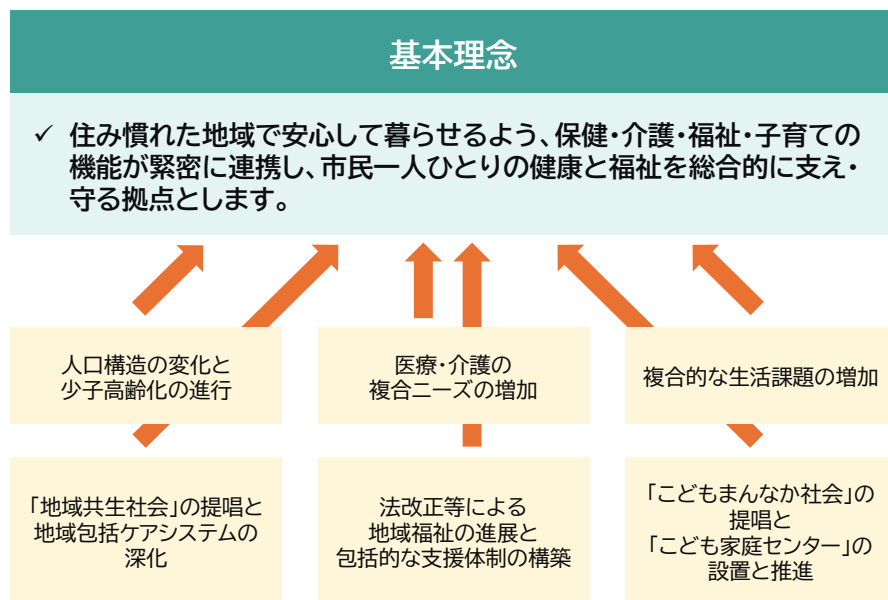 基本理念
✓ 住み慣れた地域で安心して暮らせるよう、保健・介護・福祉・子育ての
機能が緊密に連携し、市民一人ひとりの健康と福祉を総合的に支え・
守る拠点とします。
人口構造の変化と
少子高齢化の進行
医療・介護の
複合ニーズの増加
複合的な生活課題の増加
「地域共生社会」の提唱と
地域包括ケアシステムの
深化
法改正等による
地域福祉の進展と
包括的な支援体制の構築
「こどもまんなか社会」の
提唱と
「こども家庭センター」の
設置と推進